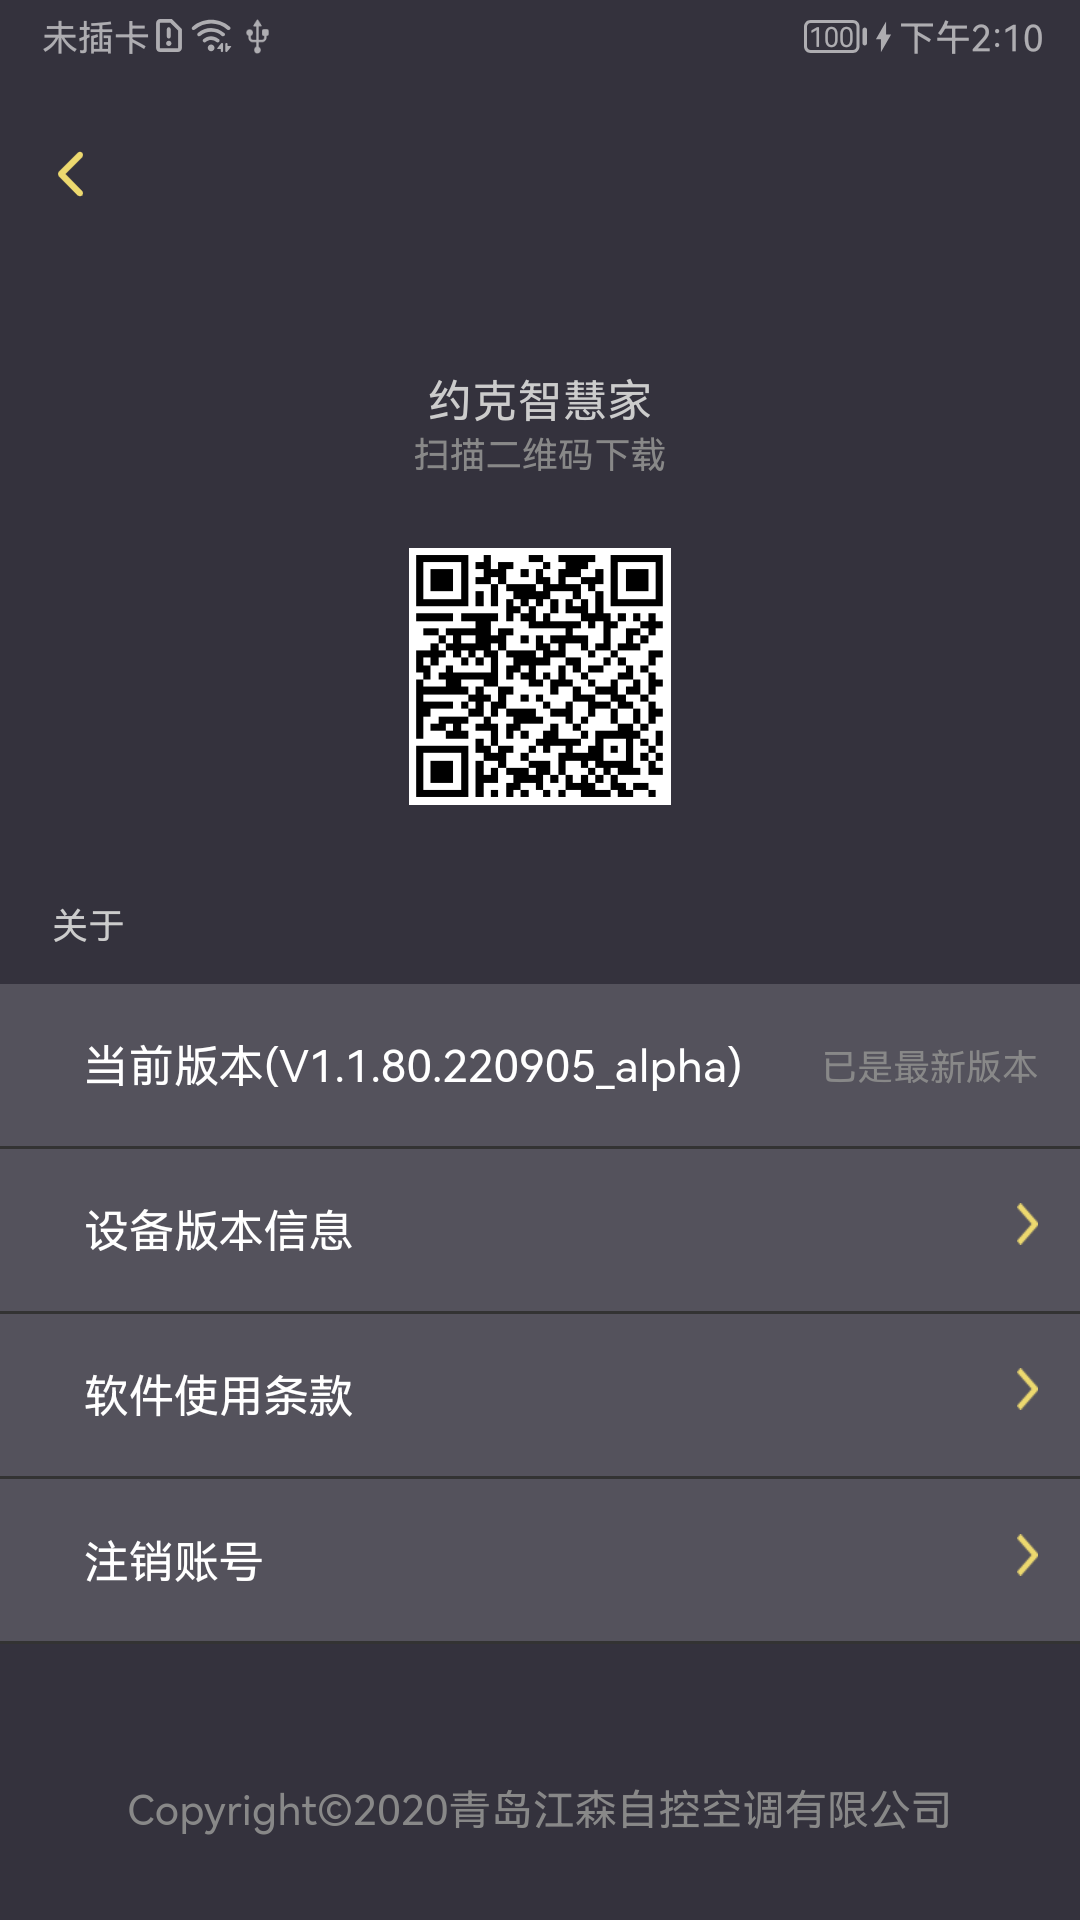 未插卡 100 下午2:10
约克智慧家
扫描二维码下载
关于
当前版本(V1.1.80.220905_alpha) 已是最新版本
设备版本信息
软件使用条款
注销账号
Copyright©2020青岛江森自控空调有限公司